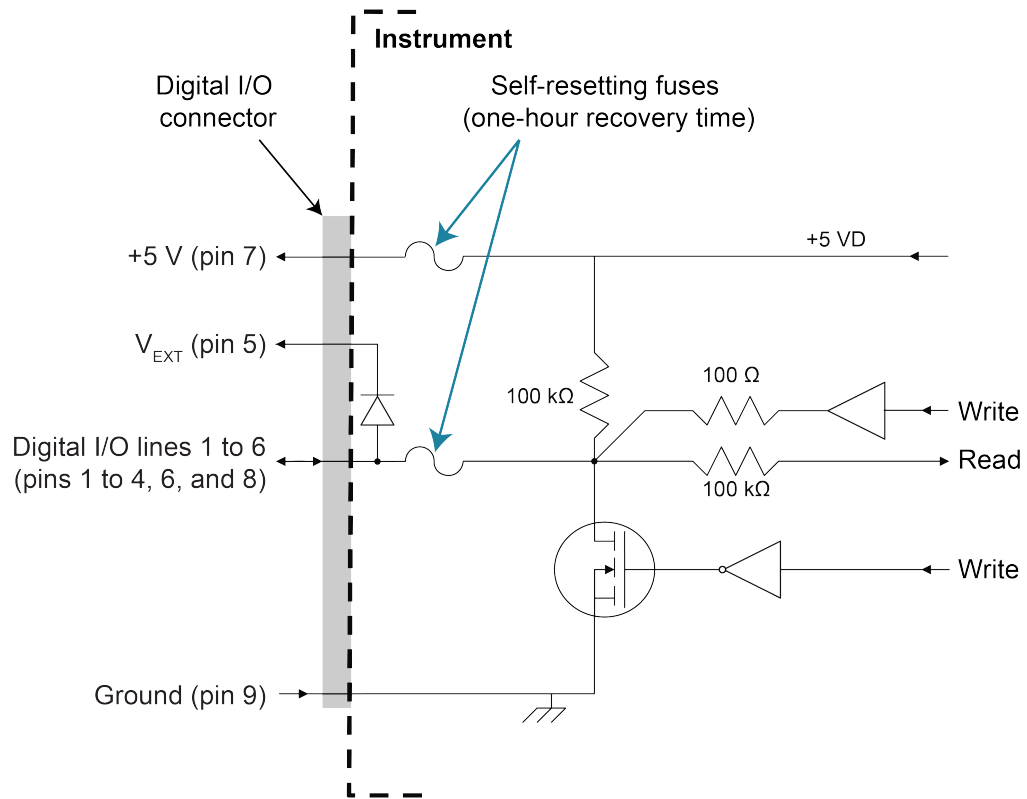 Instrument
Digital I/O
connector
Self-resetting fuses
(one-hour recovery time)
+5 V (pin 7)
+5 VD
VEXT (pin 5)
100 kΩ
100 Ω
Write
Digital I/O lines 1 to 6
(pins 1 to 4, 6, and 8)
Read
100 kΩ
Write
Ground (pin 9)